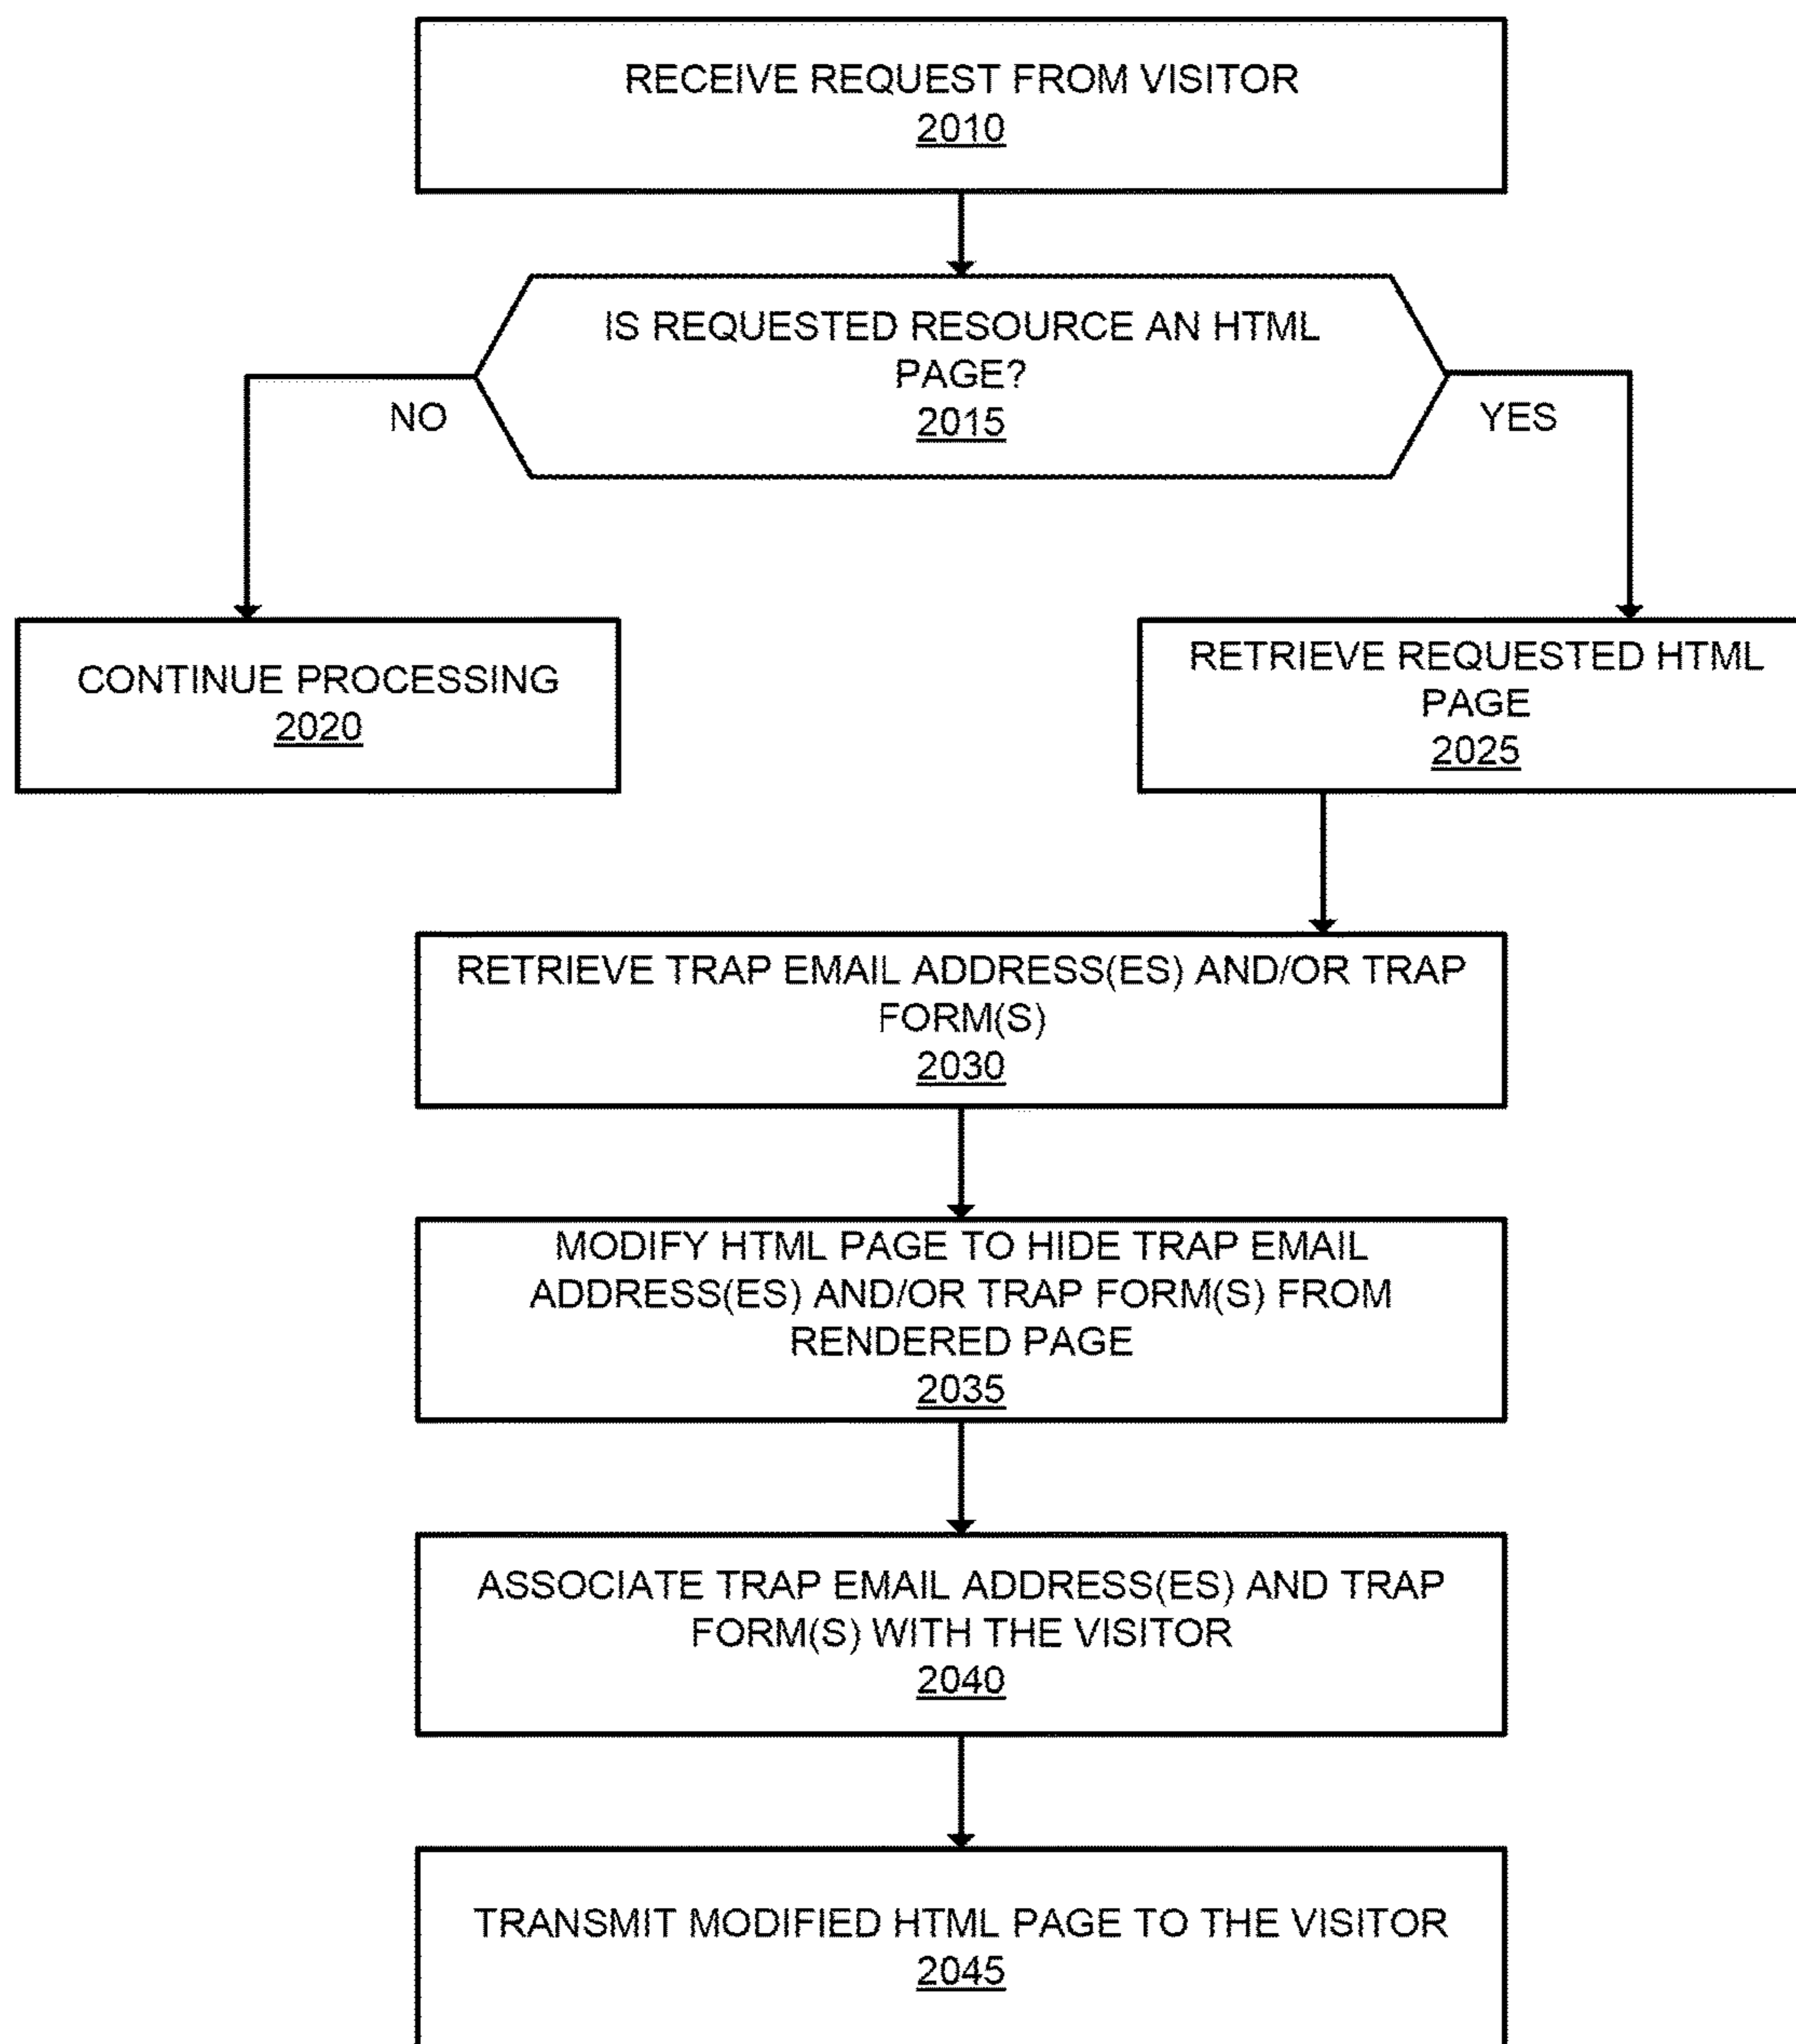 RECEIVE REQUEST FROM VISITOR
2010
IS REQUESTED RESOURCE AN HTML
PAGE?
2015
NO
YES
CONTINUE PROCESSING
2020
RETRIEVE REQUESTED HTML
PAGE
2025
RETRIEVE TRAP EMAIL ADDRESS(ES) AND/OR TRAP
FORM(S)
2030
MODIFY HTML PAGE TO HIDE TRAP EMAIL
ADDRESS(ES) AND/OR TRAP FORM(S) FROM
RENDERED PAGE
2035
ASSOCIATE TRAP EMAIL ADDRESS(ES) AND TRAP
FORM(S) WITH THE VISITOR
2040
TRANSMIT MODIFIED HTML PAGE TO THE VISITOR
2045